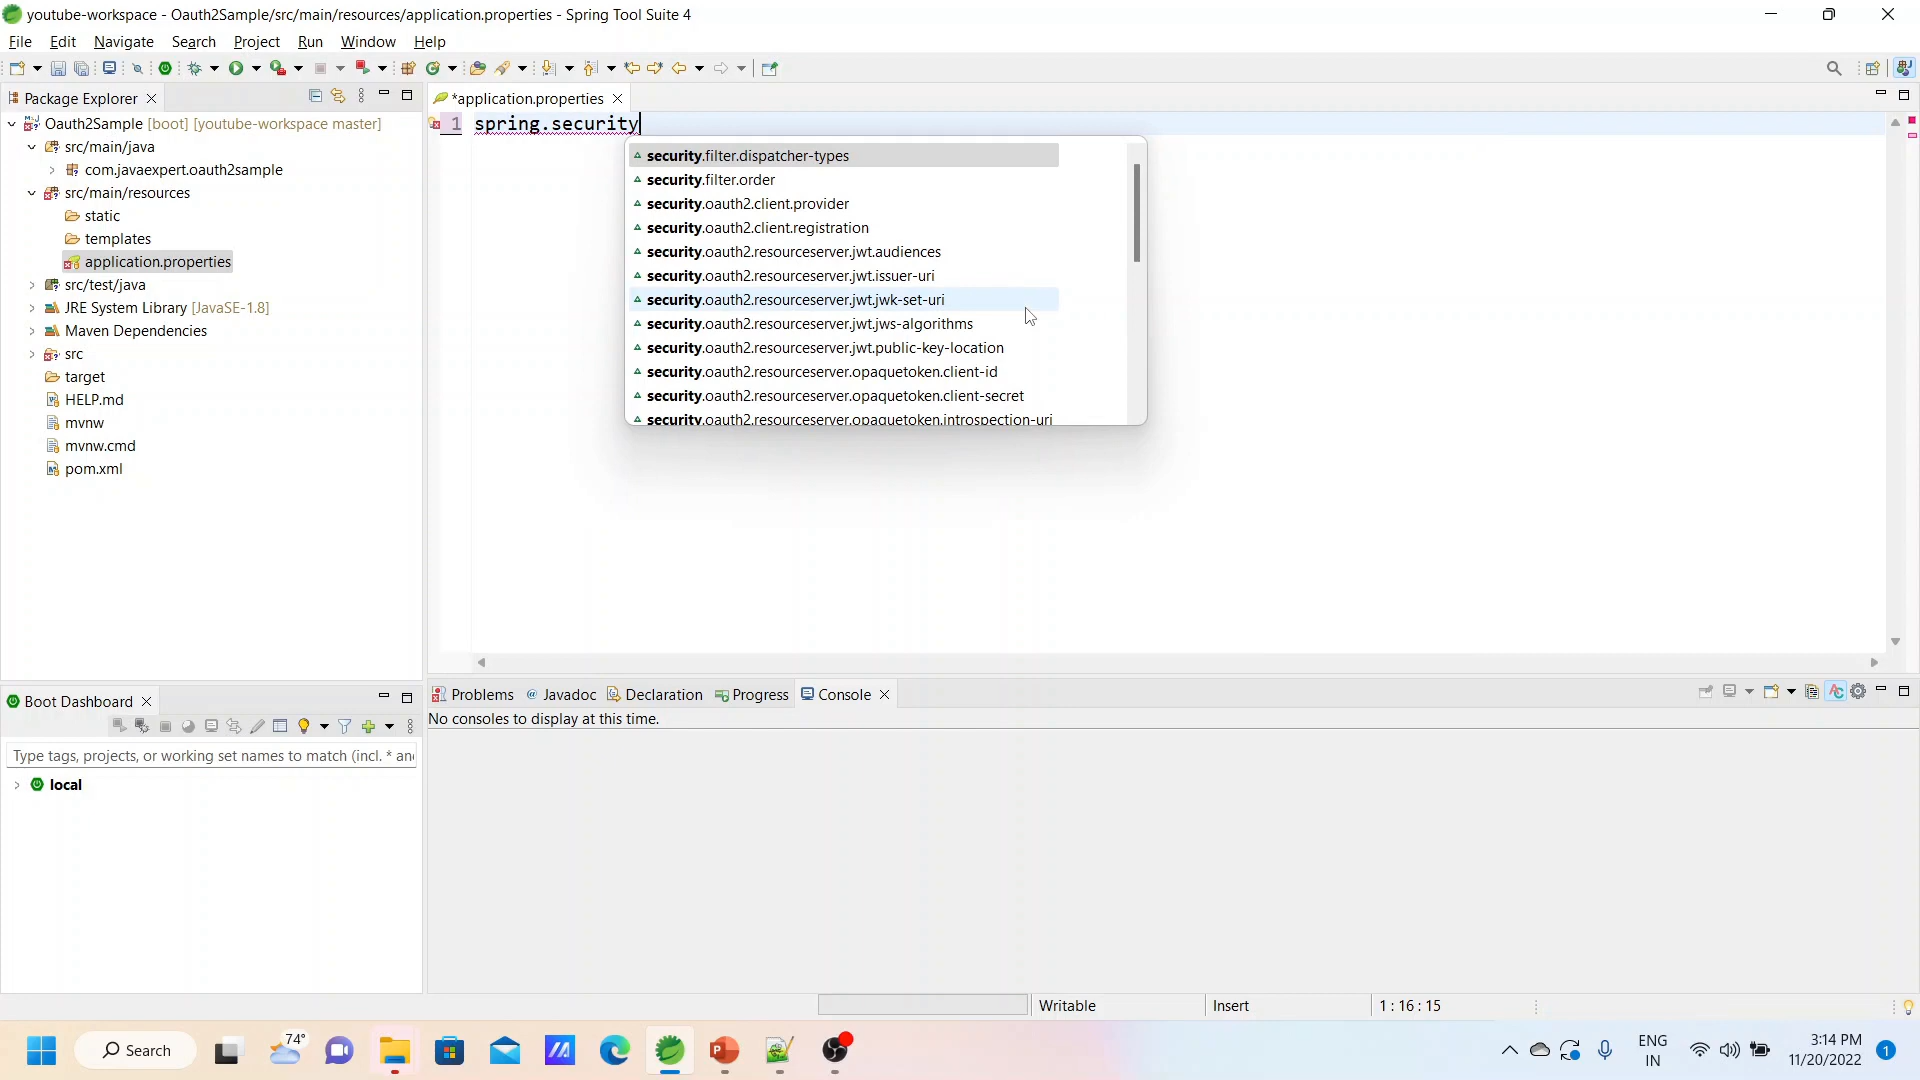 youtube-workspace - Oauth2Sample/src/main/resources/application.properties - Spring Tool Suite 4
File Edit Navigate Search Project Run Window Help
Package Explorer
Oauth2Sample [boot] [youtube-workspace master]
src/main/java
com.javaexpert.oauth2sample
src/main/resources
static
templates
application.properties
src/test/java
JRE System Library [JavaSE-1.8]
Maven Dependencies
src
target
HELP.md
mvnw
mvnw.cmd
pom.xml
*application.properties
1 spring.security
security.filter.dispatcher-types
security.filter.order
security.oauth2.client.provider
security.oauth2.client.registration
security.oauth2.resourceserver.jwt.audiences
security.oauth2.resourceserver.jwt.issuer-uri
security.oauth2.resourceserver.jwt.jwk-set-uri
security.oauth2.resourceserver.jwt.jws-algorithms
security.oauth2.resourceserver.jwt.public-key-location
security.oauth2.resourceserver.opaquetoken.client-id
security.oauth2.resourceserver.opaquetoken.client-secret
security.oauth2.resourceserver.opaquetoken.introspection-uri
Boot Dashboard
Type tags, projects, or working set names to match (incl. * an
local
Problems @ Javadoc Declaration Progress Console
No consoles to display at this time.
Writable Insert 1 : 16 : 15
Search
74°
ENG
IN
3:14 PM
11/20/2022
1